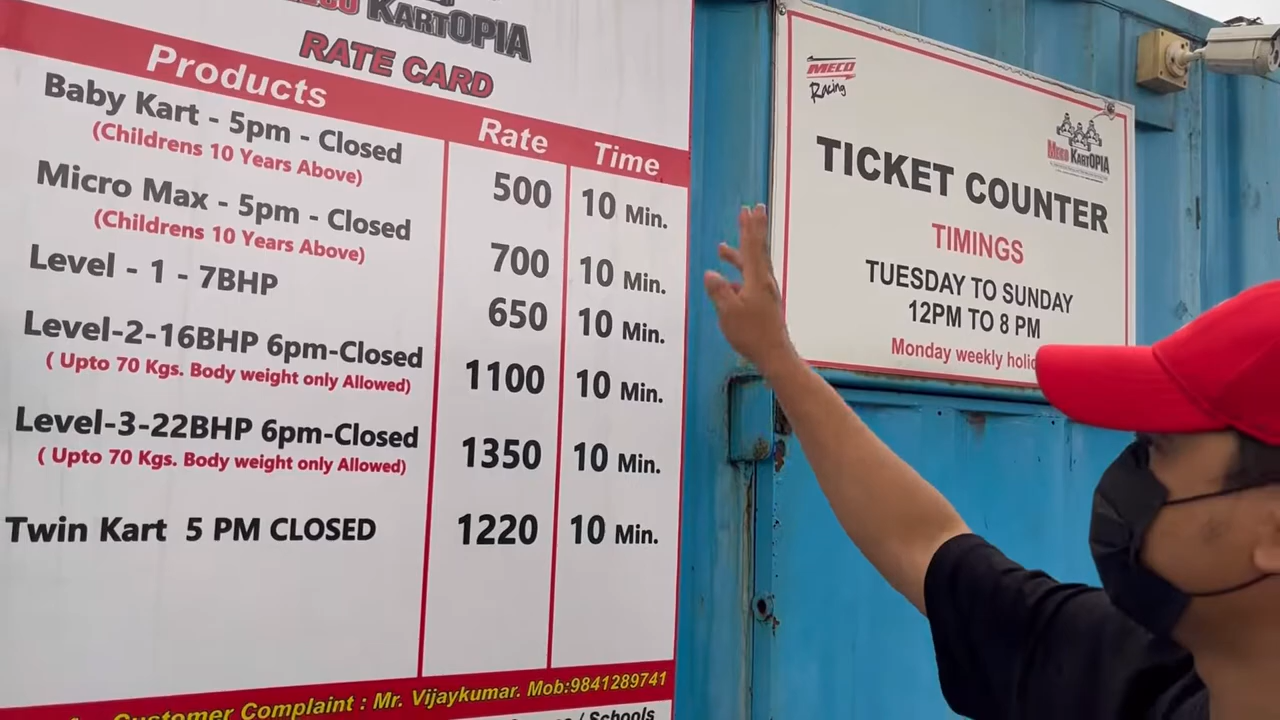 KARTOPIA
RATE CARD
Products Rate Time
Baby Kart - 5pm - Closed 500 10 Min.
(Childrens 10 Years Above)
Micro Max - 5pm - Closed 700 10 Min.
(Childrens 10 Years Above)
Level - 1 - 7BHP 650 10 Min.
Level-2-16BHP 6pm-Closed 1100 10 Min.
( Upto 70 Kgs. Body weight only Allowed)
Level-3-22BHP 6pm-Closed 1350 10 Min.
( Upto 70 Kgs. Body weight only Allowed)
Twin Kart 5 PM CLOSED 1220 10 Min.
Customer Complaint : Mr. Vijaykumar. Mob:9841289741
/ Schools
MECO
Racing
MECO KARTOPIA
TICKET COUNTER
TIMINGS
TUESDAY TO SUNDAY
12PM TO 8 PM
Monday weekly